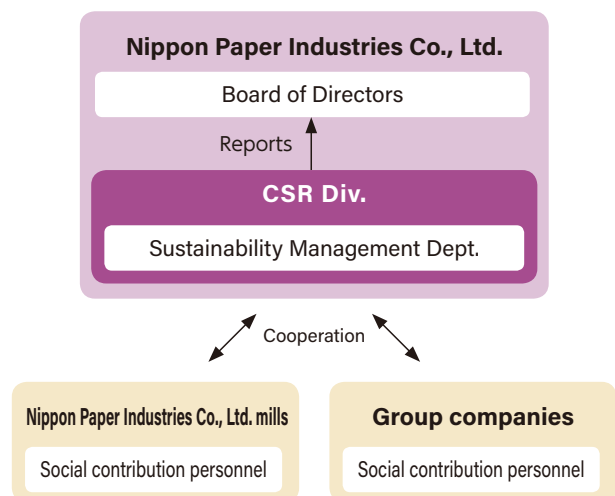 Nippon Paper Industries Co., Ltd.
Board of Directors
Reports
CSR Div.
Sustainability Management Dept.
Cooperation
Nippon Paper Industries Co., Ltd. mills
Social contribution personnel
Group companies
Social contribution personnel